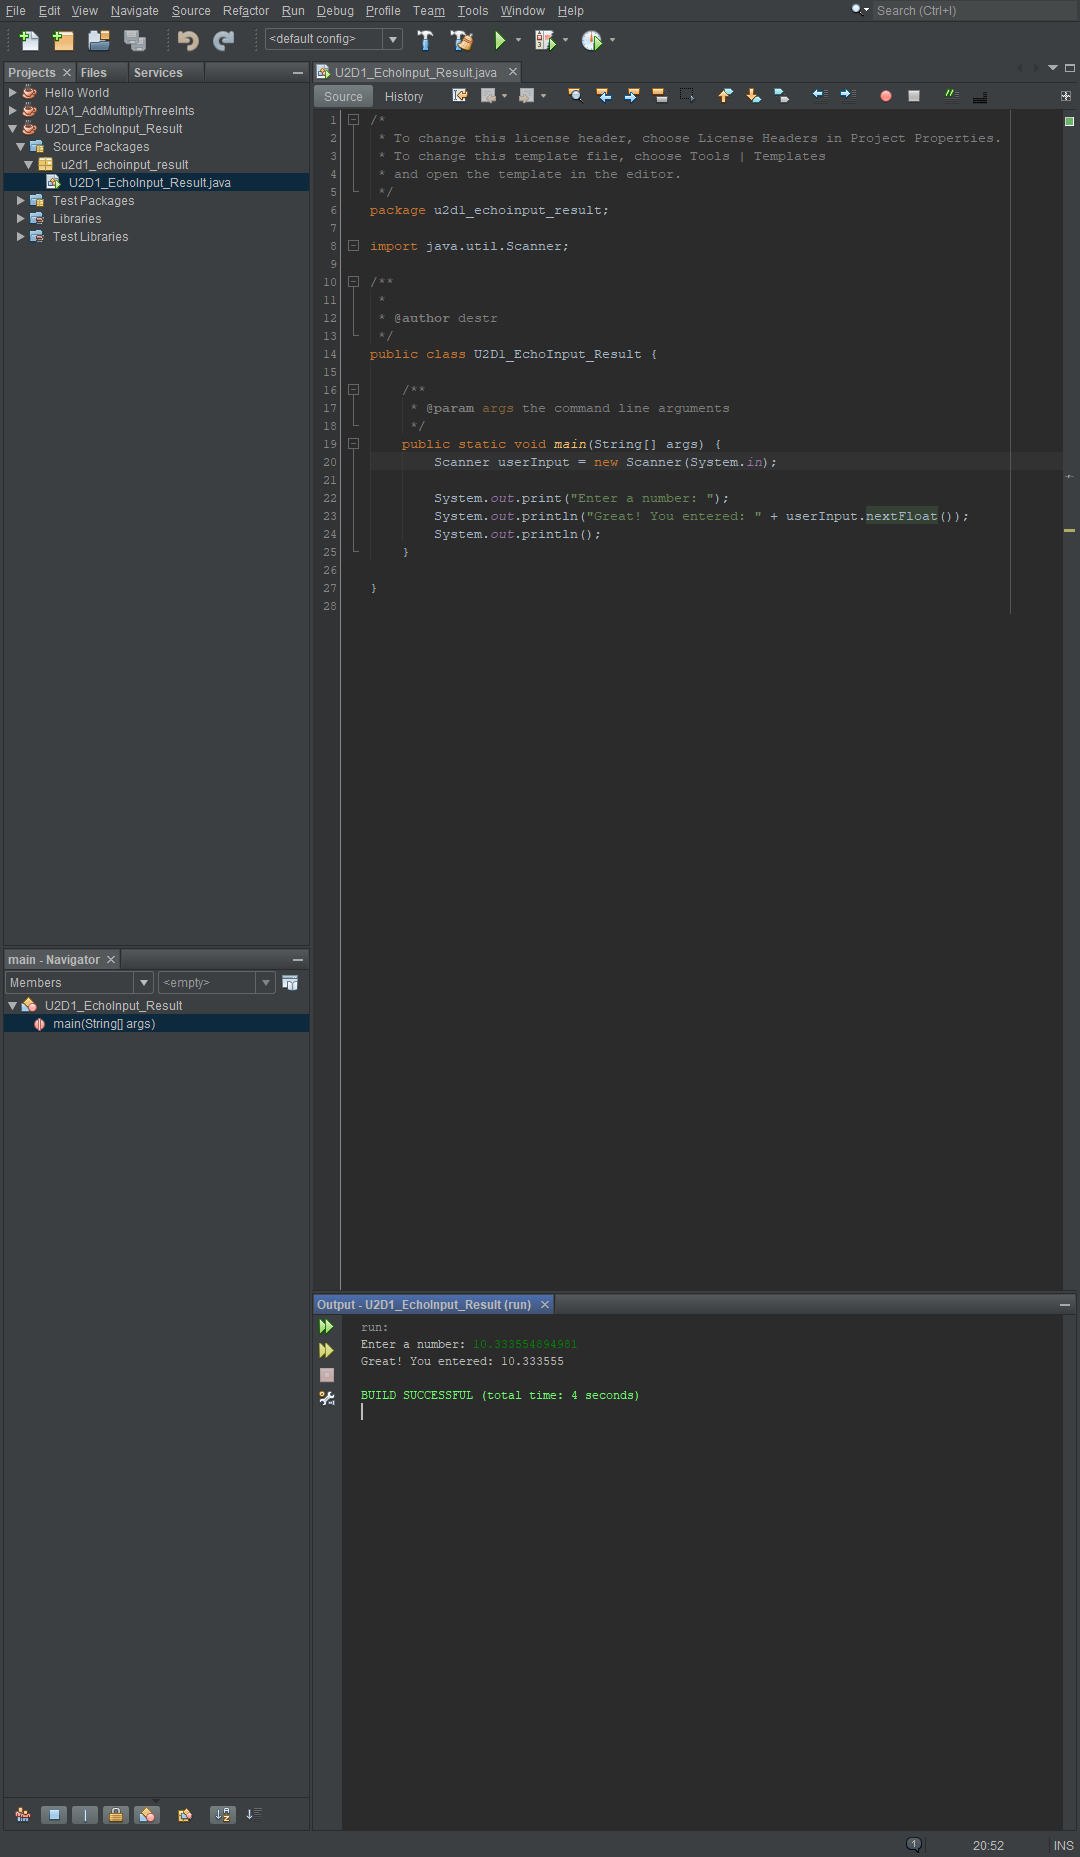 File Edit View Navigate Source Refactor Run Debug Profile Team Tools Window Help Search (Ctrl+I)
<default config>
Projects Files Services
Hello World
U2A1_AddMultiplyThreeInts
U2D1_EchoInput_Result
Source Packages
u2d1_echoinput_result
U2D1_EchoInput_Result.java
Test Packages
Libraries
Test Libraries
U2D1_EchoInput_Result.java
Source History
1 /*
2 * To change this license header, choose License Headers in Project Properties.
3 * To change this template file, choose Tools | Templates
4 * and open the template in the editor.
5 */
6 package u2d1_echoinput_result;
7
8 import java.util.Scanner;
9
10 /**
11 *
12 * @author destr
13 */
14 public class U2D1_EchoInput_Result {
15
16 /**
17 * @param args the command line arguments
18 */
19 public static void main(String[] args) {
20 Scanner userInput = new Scanner(System.in);
21
22 System.out.print("Enter a number: ");
23 System.out.println("Great! You entered: " + userInput.nextFloat());
24 System.out.println();
25 }
26
27 }
28
main - Navigator
Members <empty>
U2D1_EchoInput_Result
main(String[] args)
Output - U2D1_EchoInput_Result (run)
run:
Enter a number: 10.333554894981
Great! You entered: 10.333555
BUILD SUCCESSFUL (total time: 4 seconds)
1 20:52 INS